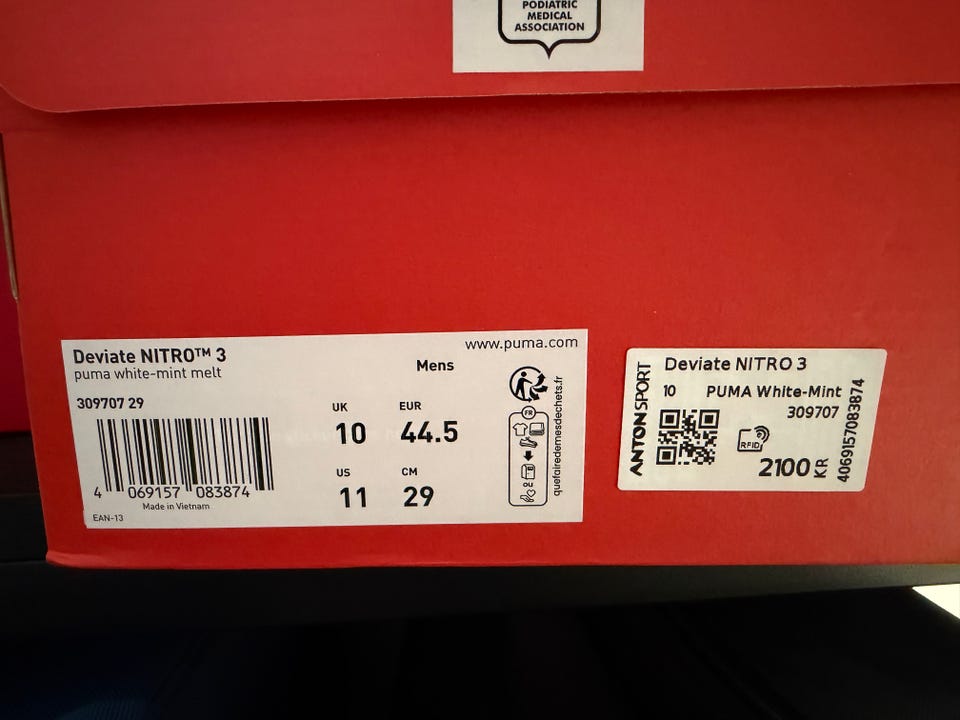 PODIATRIC
MEDICAL
ASSOCIATION
Deviate NITRO™ 3
puma white-mint melt
309707 29
4 069157 083874
Made in Vietnam
EAN-13
www.puma.com
Mens
UK
10
EUR
44.5
US
11
CM
29
FR
OU
quefairedemesdechets.fr
ANTON SPORT
Deviate NITRO 3
10 PUMA White-Mint
309707
RFID
2100 KR
4069157083874